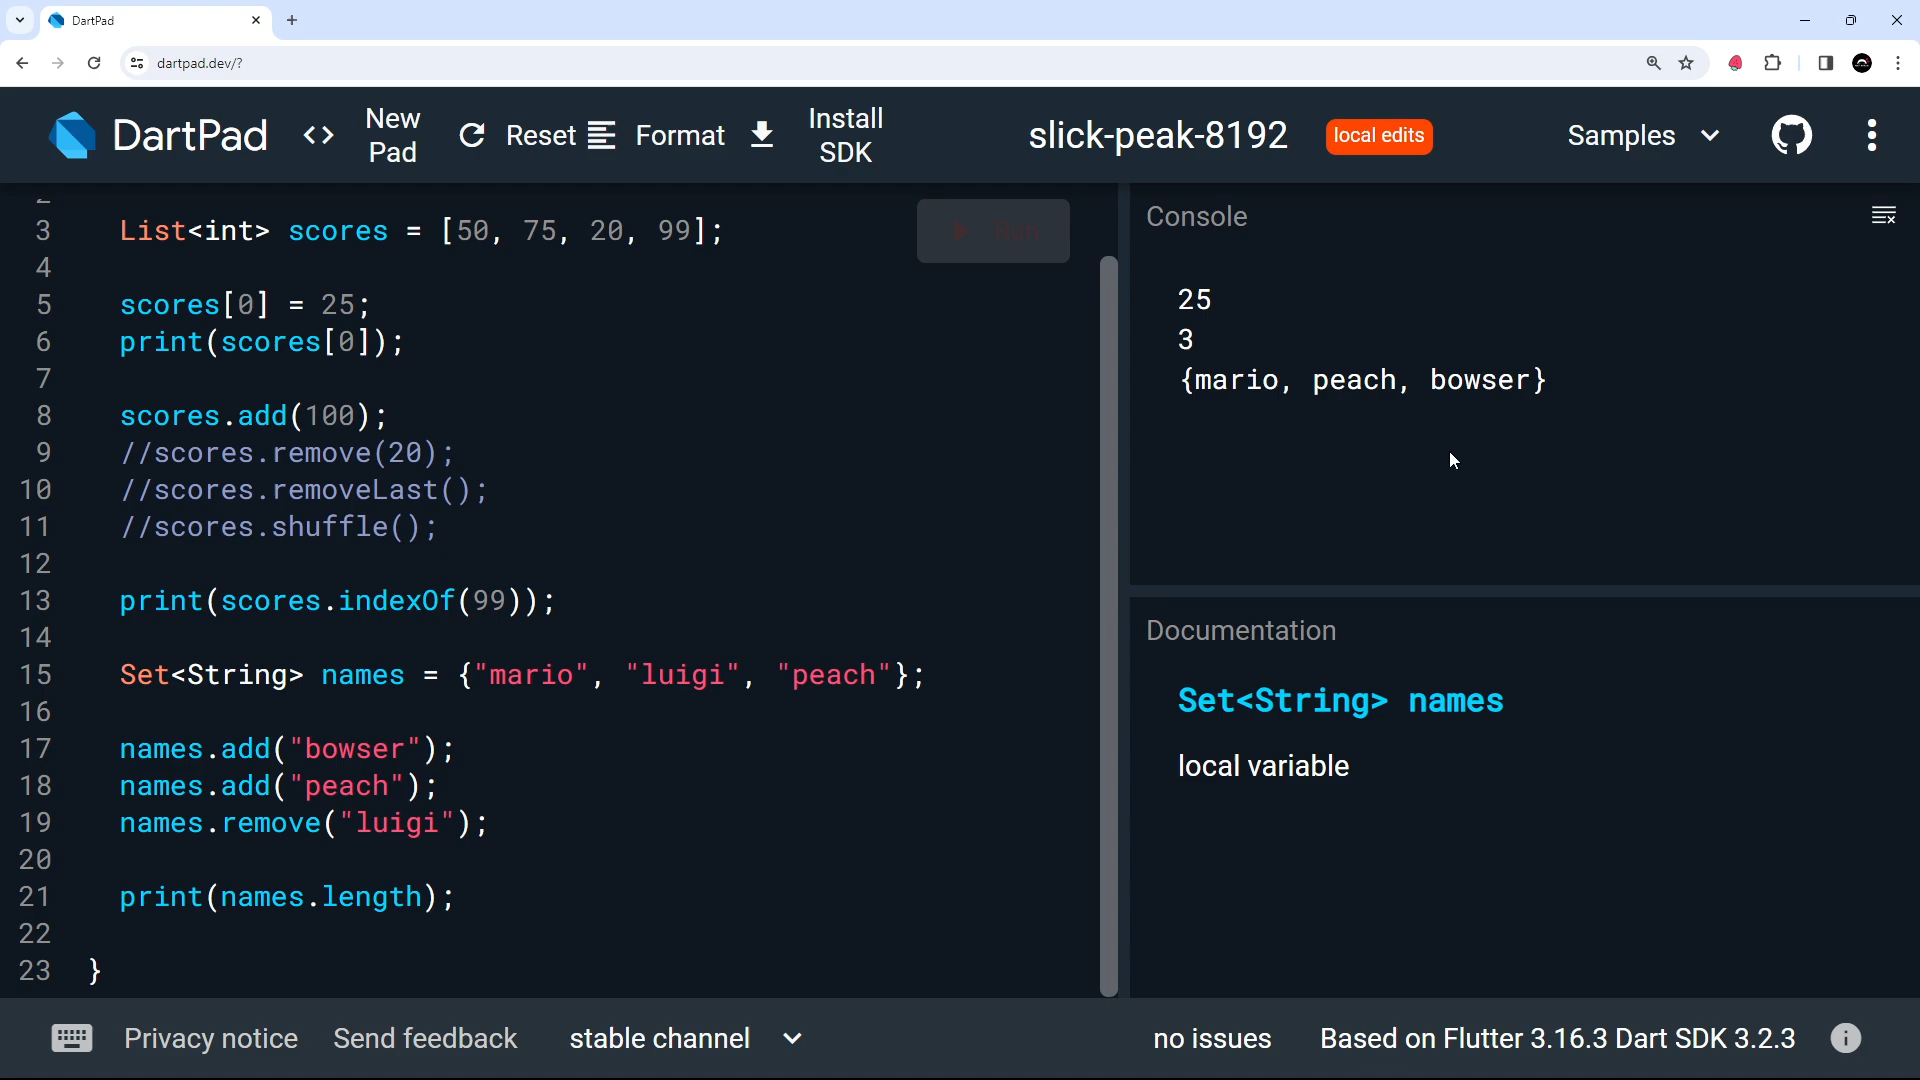 DartPad
dartpad.dev/?
DartPad
<> New Pad
Reset
Format
Install SDK
slick-peak-8192
local edits
Samples
3 List<int> scores = [50, 75, 20, 99];
4
5 scores[0] = 25;
6 print(scores[0]);
7
8 scores.add(100);
9 //scores.remove(20);
10 //scores.removeLast();
11 //scores.shuffle();
12
13 print(scores.indexOf(99));
14
15 Set<String> names = {"mario", "luigi", "peach"};
16
17 names.add("bowser");
18 names.add("peach");
19 names.remove("luigi");
20
21 print(names.length);
22
23 }
Run
Console
25
3
{mario, peach, bowser}
Documentation
Set<String> names
local variable
Privacy notice
Send feedback
stable channel
no issues
Based on Flutter 3.16.3 Dart SDK 3.2.3